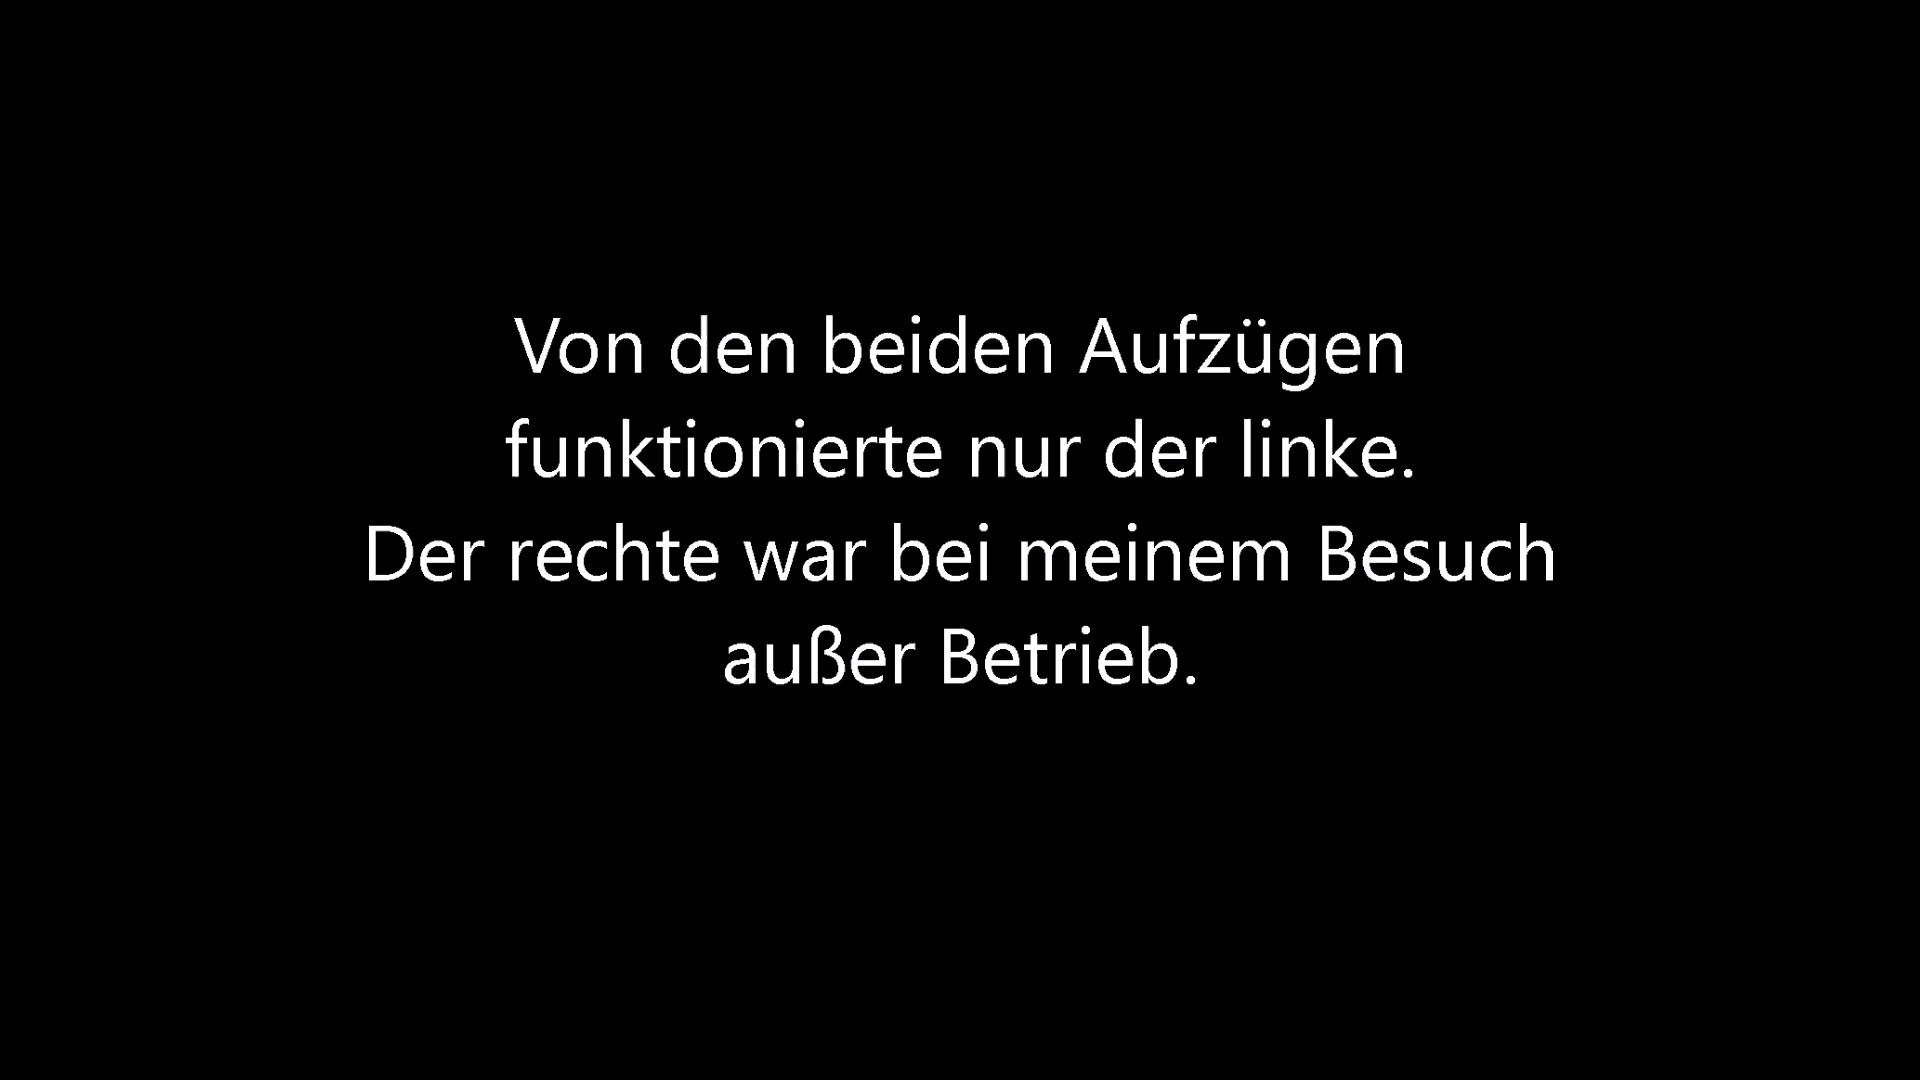 Von den beiden Aufzügen
funktionierte nur der linke.
Der rechte war bei meinem Besuch
außer Betrieb.